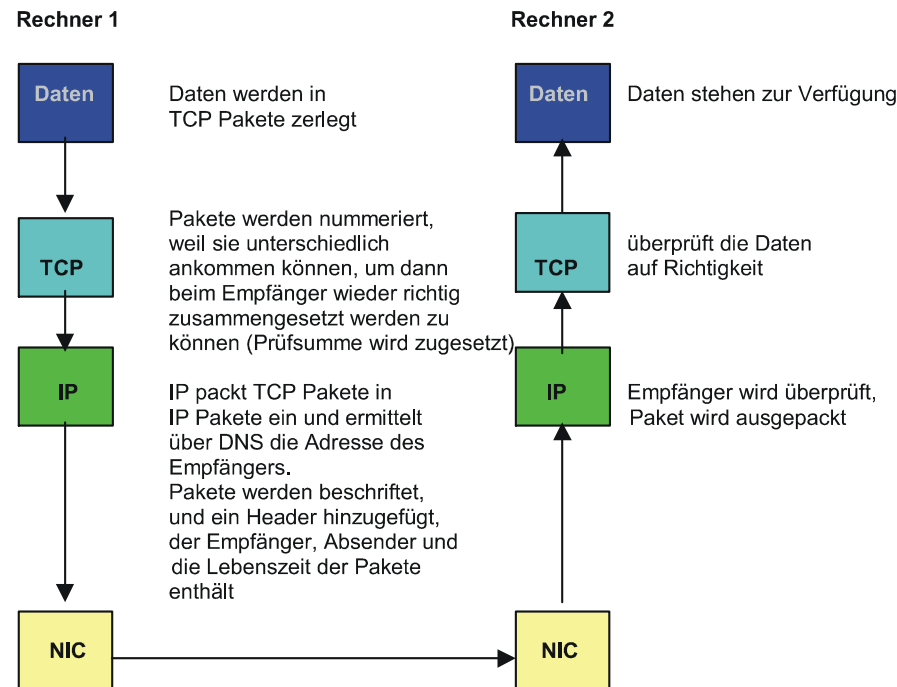 Rechner 1
Rechner 2
Daten
Daten werden in
TCP Pakete zerlegt
Daten
Daten stehen zur Verfügung
TCP
Pakete werden nummeriert,
weil sie unterschiedlich
ankommen können, um dann
beim Empfänger wieder richtig
zusammengesetzt werden zu
können (Prüfsumme wird zugesetzt)
TCP
überprüft die Daten
auf Richtigkeit
IP
IP packt TCP Pakete in
IP Pakete ein und ermittelt
über DNS die Adresse des
Empfängers.
Pakete werden beschriftet,
und ein Header hinzugefügt,
der Empfänger, Absender und
die Lebenszeit der Pakete
enthält
IP
Empfänger wird überprüft,
Paket wird ausgepackt
NIC
NIC